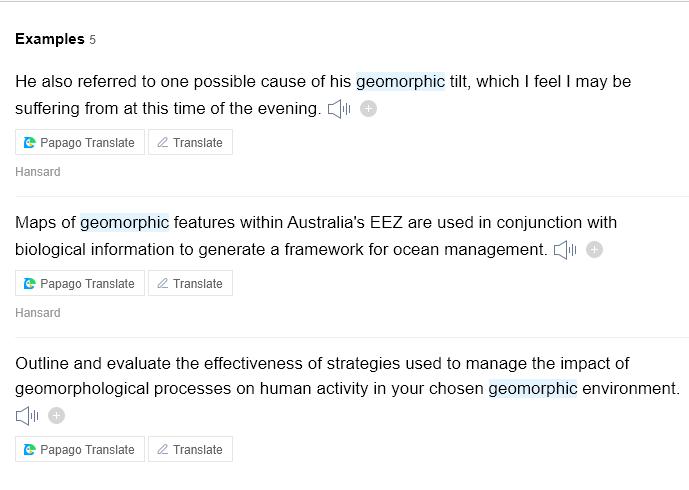 Examples 5
He also referred to one possible cause of his geomorphic tilt, which I feel I may be
suffering from at this time of the evening.
Papago Translate Translate
Hansard
Maps of geomorphic features within Australia's EEZ are used in conjunction with
biological information to generate a framework for ocean management.
Papago Translate Translate
Hansard
Outline and evaluate the effectiveness of strategies used to manage the impact of
geomorphological processes on human activity in your chosen geomorphic environment.
Papago Translate Translate